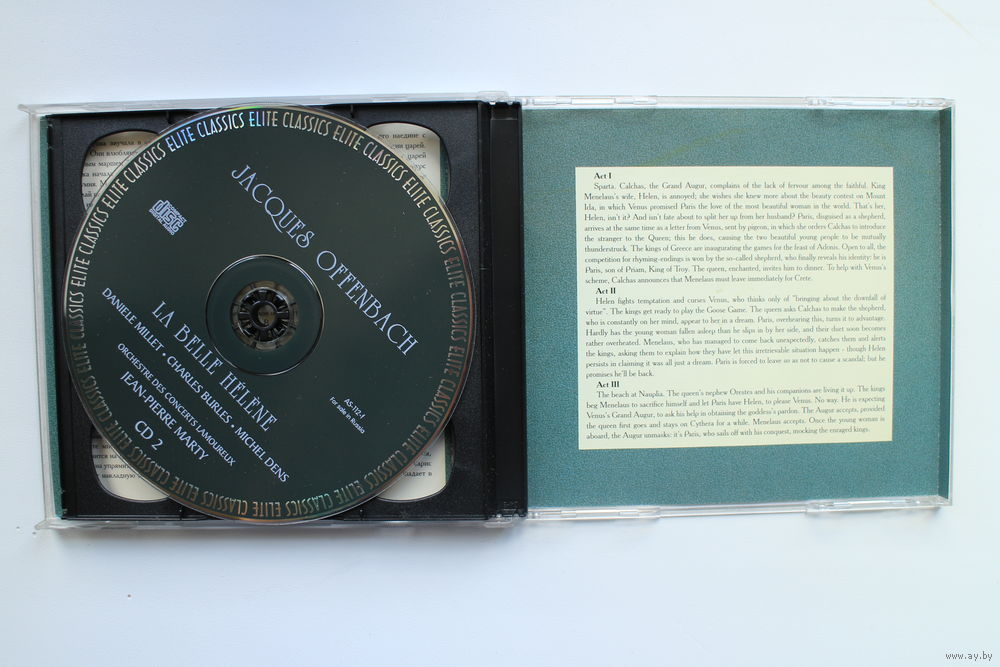 ELITE CLASSICS ELITE CLASSICS ELITE CLASSICS ELITE CLASSICS ELITE CLASSICS ELITE CLASSICS ELITE CLASSICS ELITE CLASSICS
COMPACT
disc
DIGITAL AUDIO
JACQUES OFFENBACH
LA BELLE HÉLÈNE
DANIÈLE MILLET • CHARLES BURLES • MICHEL DENS
ORCHESTRE DES CONCERTS LAMOUREUX
JEAN-PIERRE MARTY
CD 2
AS-112.f
For sale in Russia
Act I
Sparta. Calchas, the Grand Augur, complains of the lack of fervour among the faithful. King
Menelaus's wife, Helen, is annoyed; she wishes she knew more about the beauty contest on Mount
Ida, in which Venus promised Paris the love of the most beautiful woman in the world. That's her,
Helen, isn't it? And isn't fate about to split her up from her husband? Paris, disguised as a shepherd,
arrives at the same time as a letter from Venus, sent by pigeon, in which she orders Calchas to introduce
the stranger to the Queen; this he does, causing the two beautiful young people to be mutually
thunderstruck. The kings of Greece are inaugurating the games for the feast of Adonis. Open to all, the
competition for rhyming-endings is won by the so-called shepherd, who finally reveals his identity: he is
Paris, son of Priam, King of Troy. The queen, enchanted, invites him to dinner. To help with Venus's
scheme, Calchas announces that Menelaus must leave immediately for Crete.
Act II
Helen fights temptation and curses Venus, who thinks only of "bringing about the downfall of
virtue". The kings get ready to play the Goose Game. The queen asks Calchas to make the shepherd,
who is constantly on her mind, appear to her in a dream. Paris, overhearing this, turns it to advantage.
Hardly has the young woman fallen asleep than he slips in by her side, and their duet soon becomes
rather overheated. Menelaus, who has managed to come back unexpectedly, catches them and alerts
the kings, asking them to explain how they have let this irretrievable situation happen - though Helen
persists in claiming it was all just a dream. Paris is forced to leave so as not to cause a scandal; but he
promises he'll be back.
Act III
The beach at Nauplia. The queen's nephew Orestes and his companions are living it up. The kings
beg Menelaus to sacrifice himself and let Paris have Helen, to please Venus. No way. He is expecting
Venus's Grand Augur, to ask his help in obtaining the goddess's pardon. The Augur accepts, provided
the queen first goes and stays on Cythera for a while. Menelaus accepts. Once the young woman is
aboard, the Augur unmasks: it's Paris, who sails off with his conquest, mocking the enraged kings.
www.ay.by